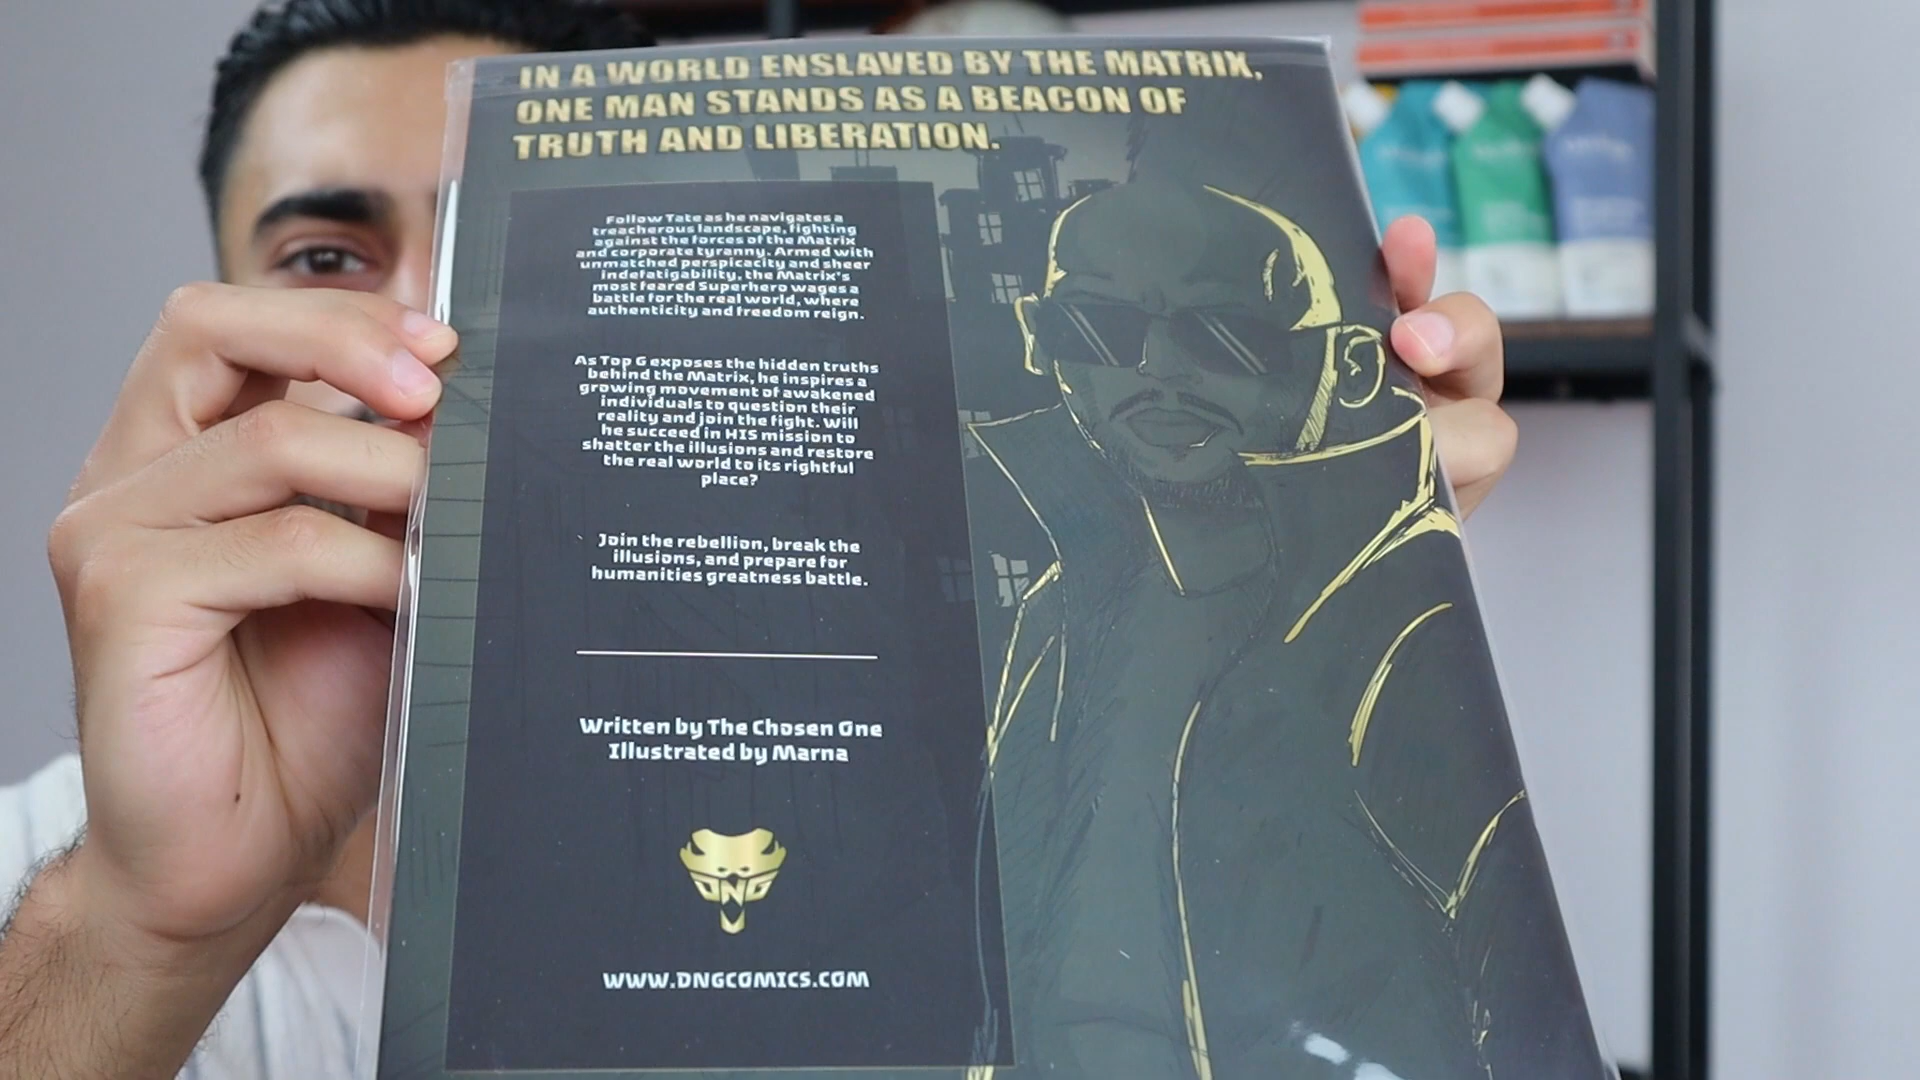 IN A WORLD ENSLAVED BY THE MATRIX,
ONE MAN STANDS AS A BEACON OF
TRUTH AND LIBERATION.
Follow Tate as he navigates a
treacherous landscape, fighting
against the forces of the Matrix
and corporate tyranny. Armed with
unmatched perspicacity and sheer
indefatigability, the Matrix's
most feared Superhero wages a
battle for the real world, where
authenticity and freedom reign.
As Top G exposes the hidden truths
behind the Matrix, he inspires a
growing movement of awakened
individuals to question their
reality and join the fight. Will
he succeed in HIS mission to
shatter the illusions and restore
the real world to its rightful
place?
Join the rebellion, break the
illusions, and prepare for
humanities greatness battle.
Written by The Chosen One
Illustrated by Marna
DNG
WWW.DNGCOMICS.COM